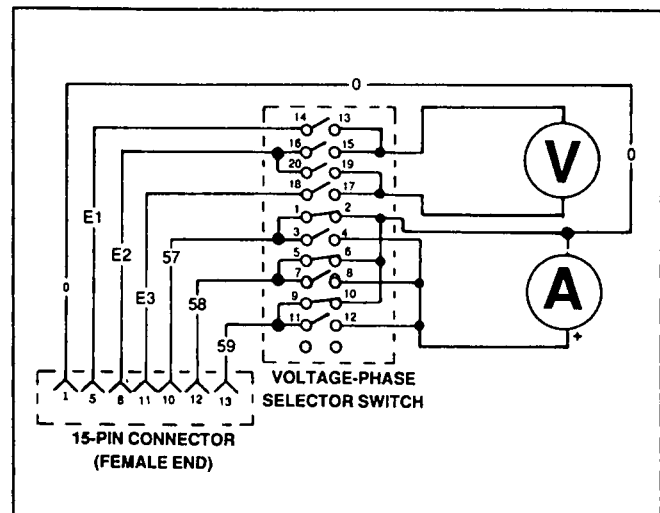 0
14 13
16 15
20 19
18 17
1 2
3 4
5 6
7 8
9 10
11 12
V
0
A
+
E1
E2
E3
57
58
59
0
VOLTAGE-PHASE
SELECTOR SWITCH
1 5 8 11 10 12 13
15-PIN CONNECTOR
(FEMALE END)